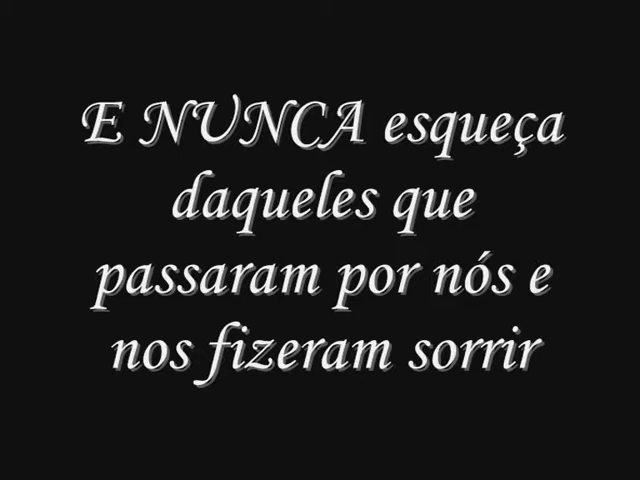 E NUNCA esqueça
daqueles que
passaram por nós e
nos fizeram sorrir